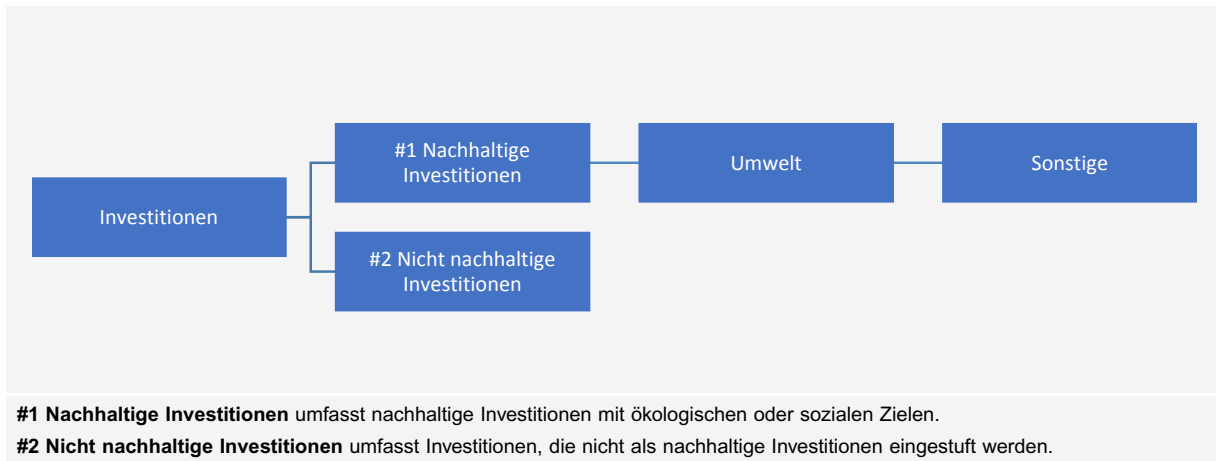 #1 Nachhaltige
Investitionen
Umwelt
Sonstige
Investitionen
#2 Nicht nachhaltige
Investitionen
#1 Nachhaltige Investitionen umfasst nachhaltige Investitionen mit ökologischen oder sozialen Zielen.
#2 Nicht nachhaltige Investitionen umfasst Investitionen, die nicht als nachhaltige Investitionen eingestuft werden.